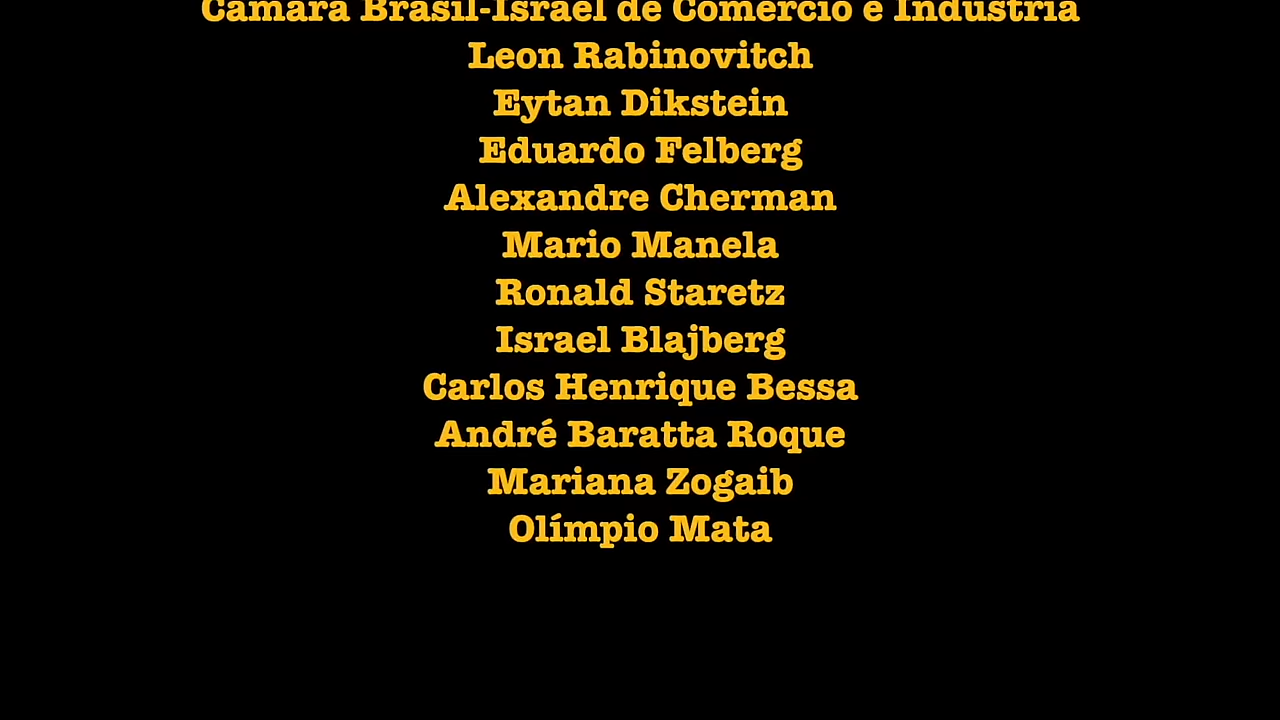 Câmara Brasil-Israel de Comércio e Indústria
Leon Rabinovitch
Eytan Dikstein
Eduardo Felberg
Alexandre Cherman
Mario Manela
Ronald Staretz
Israel Blajberg
Carlos Henrique Bessa
André Baratta Roque
Mariana Zogaib
Olímpio Mata